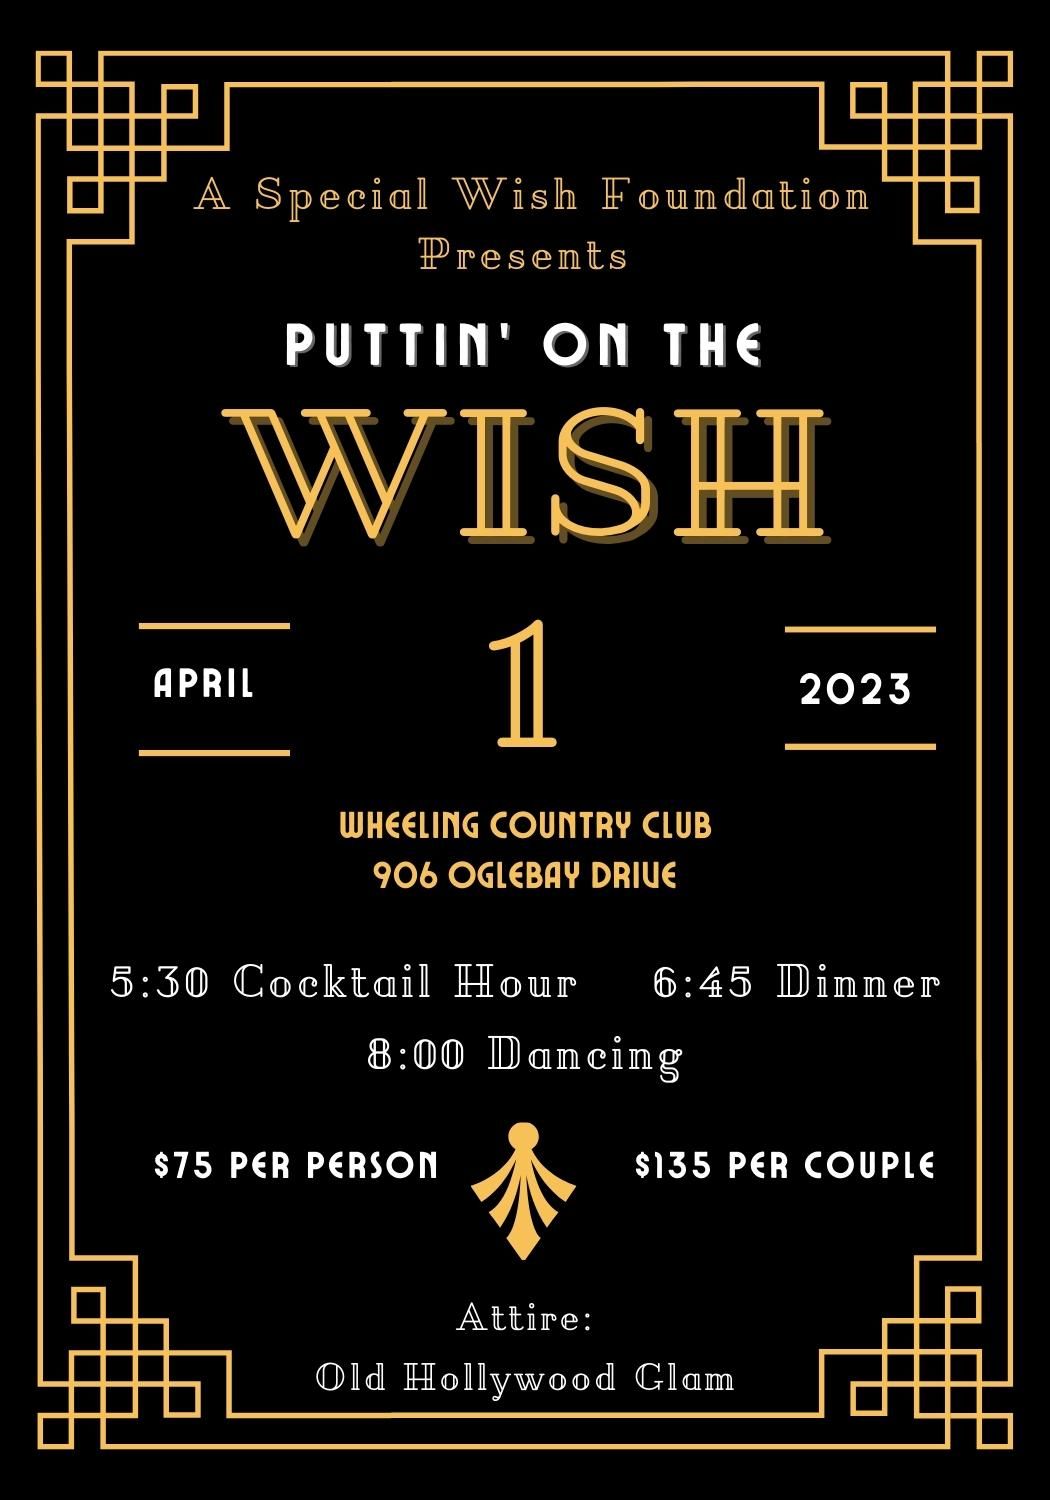 A Special Wish Foundation
Presents
PUTTIN' ON THE
WISH
APRIL 1 2023
WHEELING COUNTRY CLUB
906 OGLEBAY DRIVE
5:30 Cocktail Hour 6:45 Dinner
8:00 Dancing
$75 PER PERSON $135 PER COUPLE
Attire:
Old Hollywood Glam